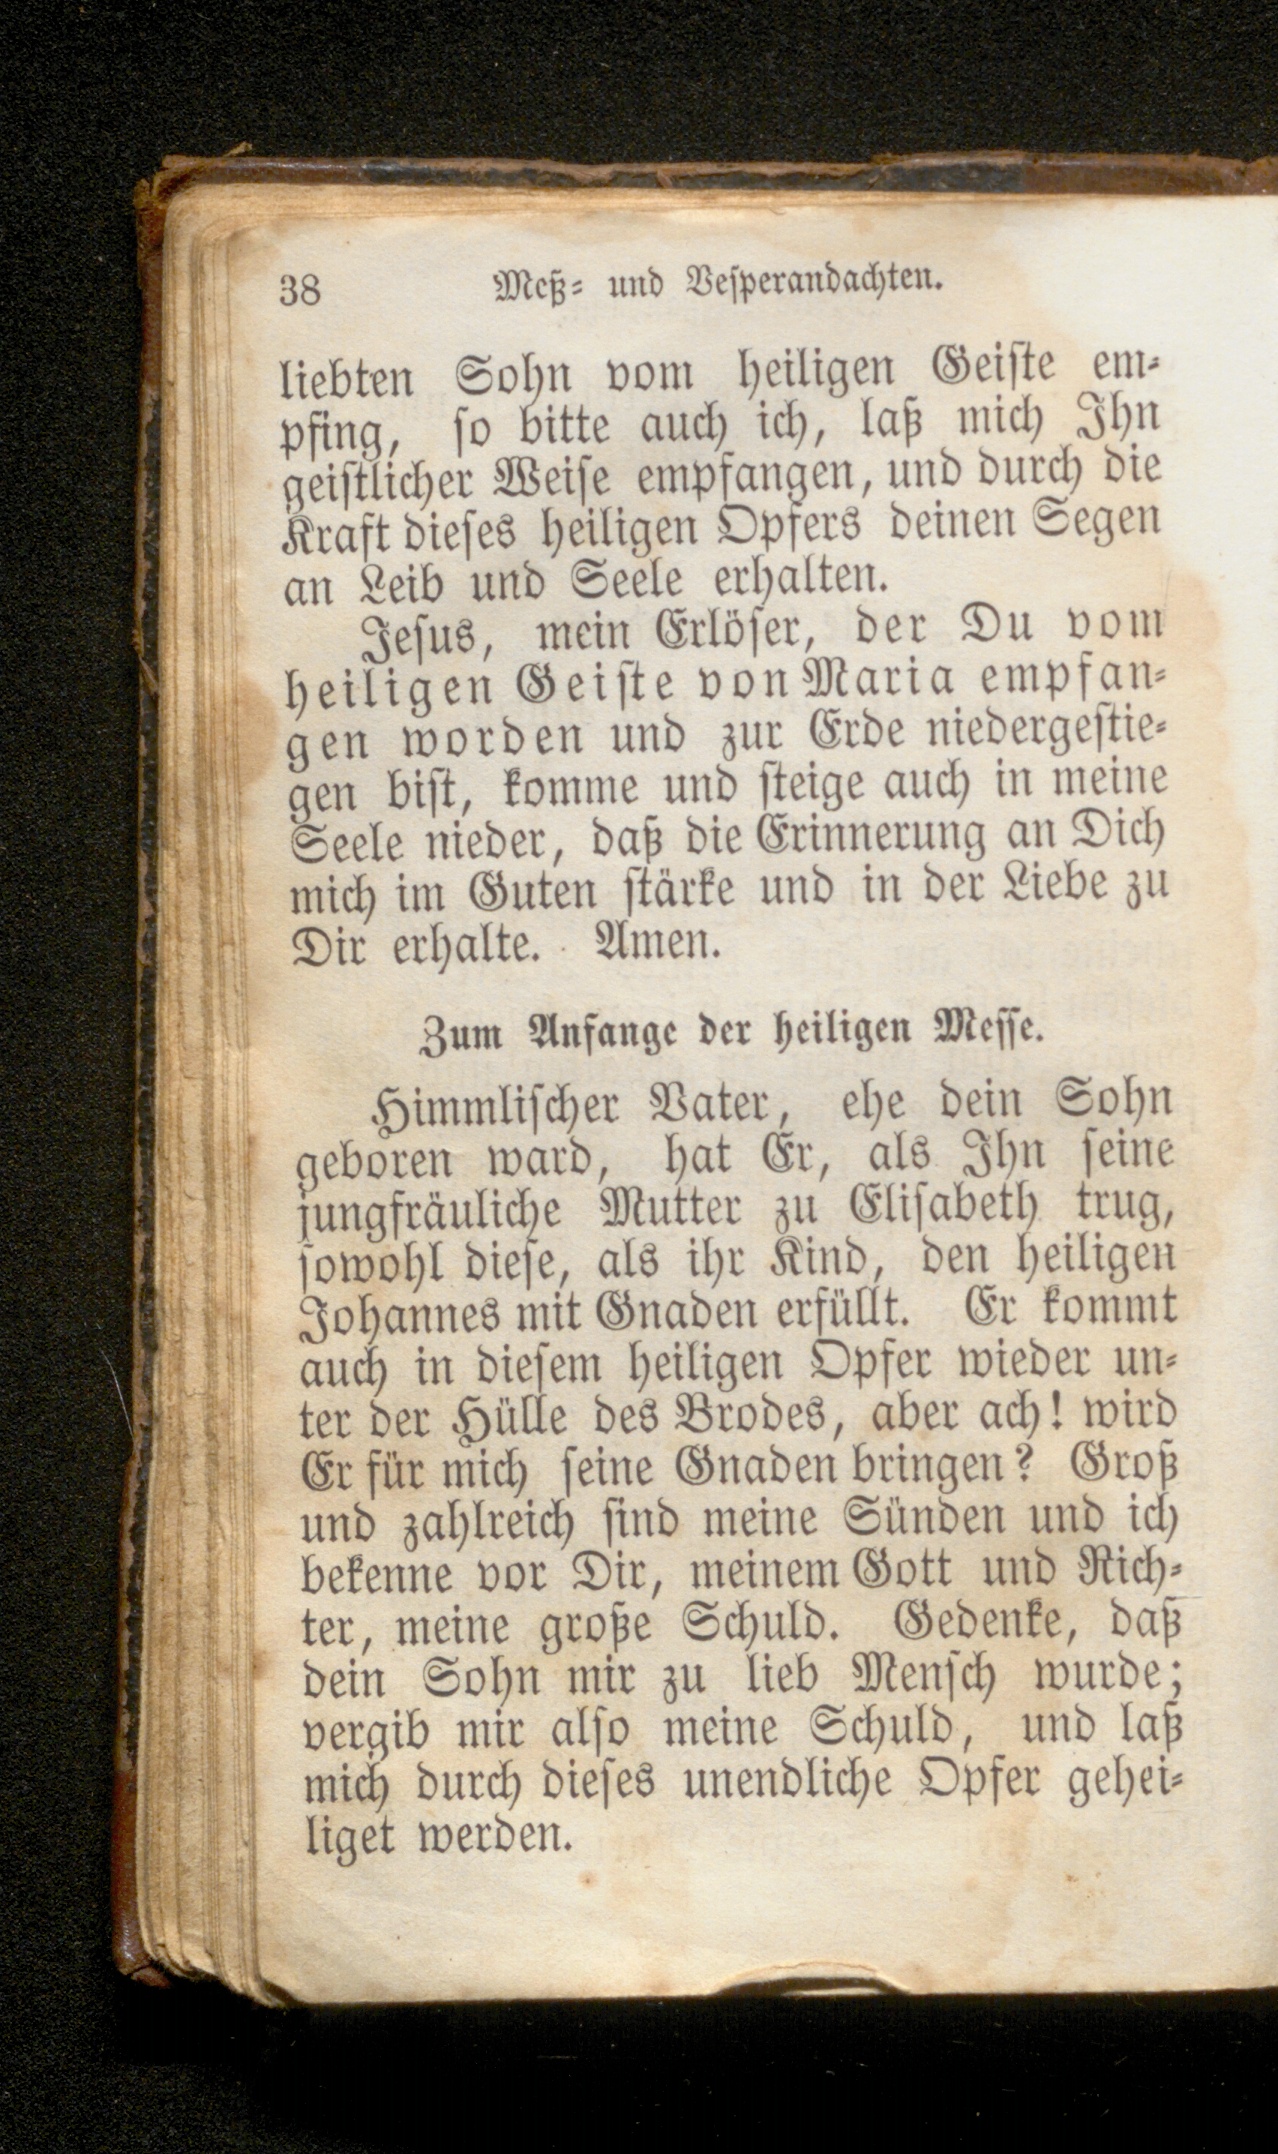 38 Meß- und Vesperandachten.
liebten Sohn vom heiligen Geiste em-
pfing, so bitte auch ich, laß mich Ihn
geistlicher Weise empfangen, und durch die
Kraft dieses heiligen Opfers deinen Segen
an Leib und Seele erhalten.
Jesus, mein Erlöser, der Du vom
heiligen Geiste von Maria empfan-
gen worden und zur Erde niedergestie-
gen bist, komme und steige auch in meine
Seele nieder, daß die Erinnerung an Dich
mich im Guten stärke und in der Liebe zu
Dir erhalte. Amen.
Zum Anfange der heiligen Messe.
Himmlischer Vater, ehe dein Sohn
geboren ward, hat Er, als Ihn seine
jungfräuliche Mutter zu Elisabeth trug,
sowohl diese, als ihr Kind, den heiligen
Johannes mit Gnaden erfüllt. Er kommt
auch in diesem heiligen Opfer wieder un-
ter der Hülle des Brodes, aber ach! wird
Er für mich seine Gnaden bringen? Groß
und zahlreich sind meine Sünden und ich
bekenne vor Dir, meinem Gott und Rich-
ter, meine große Schuld. Gedenke, daß
dein Sohn mir zu lieb Mensch wurde;
vergib mir also meine Schuld, und laß
mich durch dieses unendliche Opfer gehei-
liget werden.